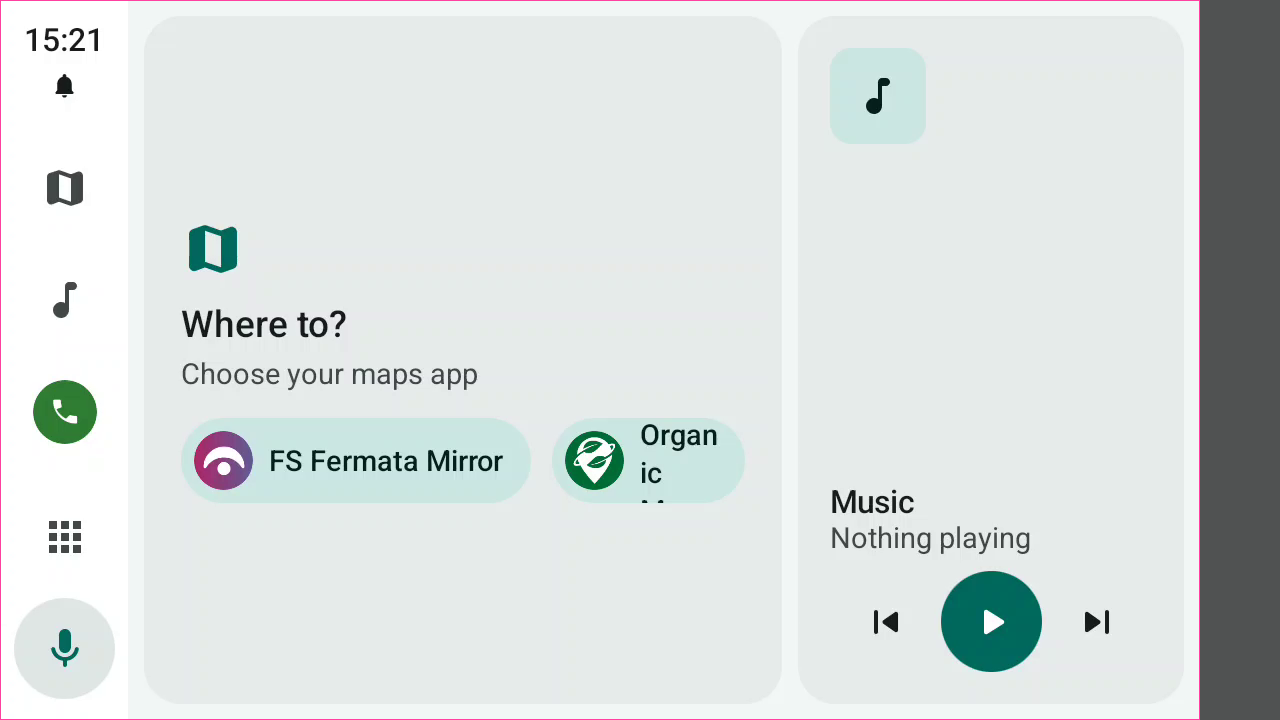 15:21
Where to?
Choose your maps app
FS Fermata Mirror
Organ
ic
Music
Nothing playing